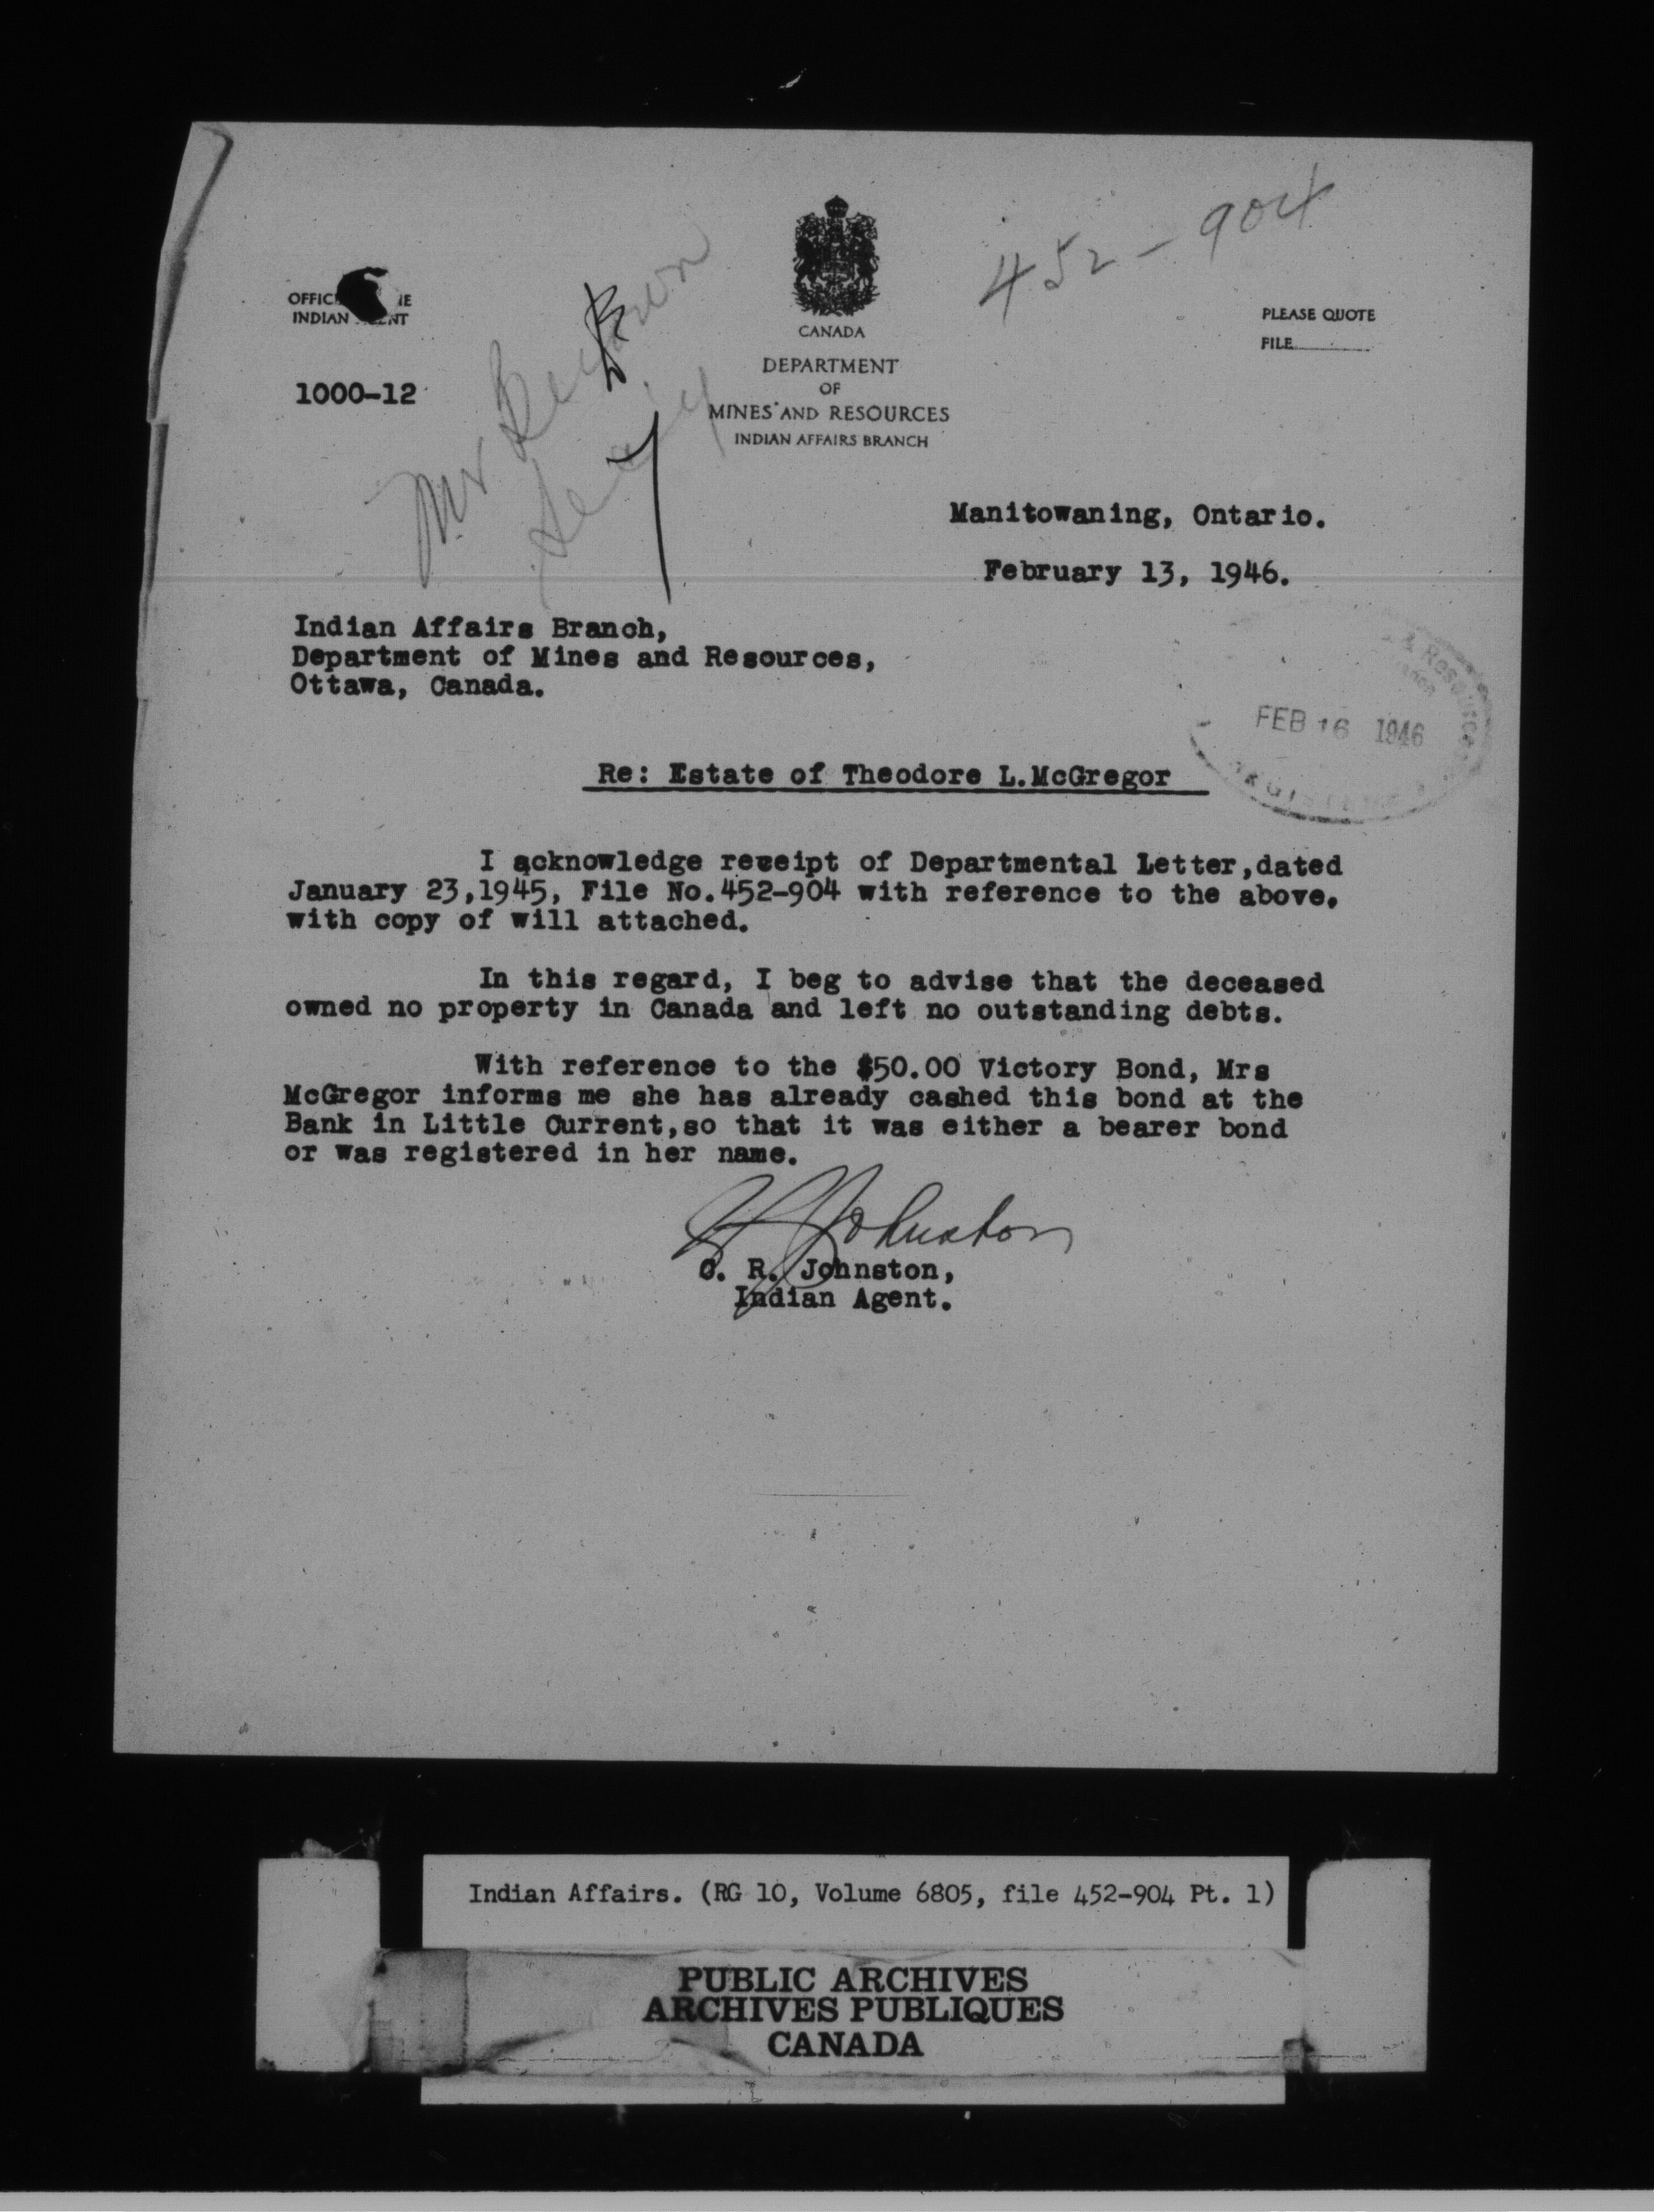 452-904
OFFICE
INDIAN
CANADA
PLEASE QUOTE
FILE
DEPARTMENT
OF
MINES AND RESOURCES
INDIAN AFFAIRS BRANCH
1000-12
Mr
Manitowaning, Ontario.
February 13, 1946.
Indian Affairs Branch,
Department of Mines and Resources,
Ottawa, Canada.
& Resources
FEB 16 1946
Re: Estate of Theodore L.McGregor
I acknowledge receipt of Departmental Letter,dated
January 23,1945, File No.452-904 with reference to the above,
with copy of will attached.
In this regard, I beg to advise that the deceased
owned no property in Canada and left no outstanding debts.
With reference to the $50.00 Victory Bond, Mrs
McGregor informs me she has already cashed this bond at the
Bank in Little Current,so that it was either a bearer bond
or was registered in her name.
Johnston
C. R. Johnston,
Indian Agent.
Indian Affairs. (RG 10, Volume 6805, file 452-904 Pt. 1)
PUBLIC ARCHIVES
ARCHIVES PUBLIQUES
CANADA